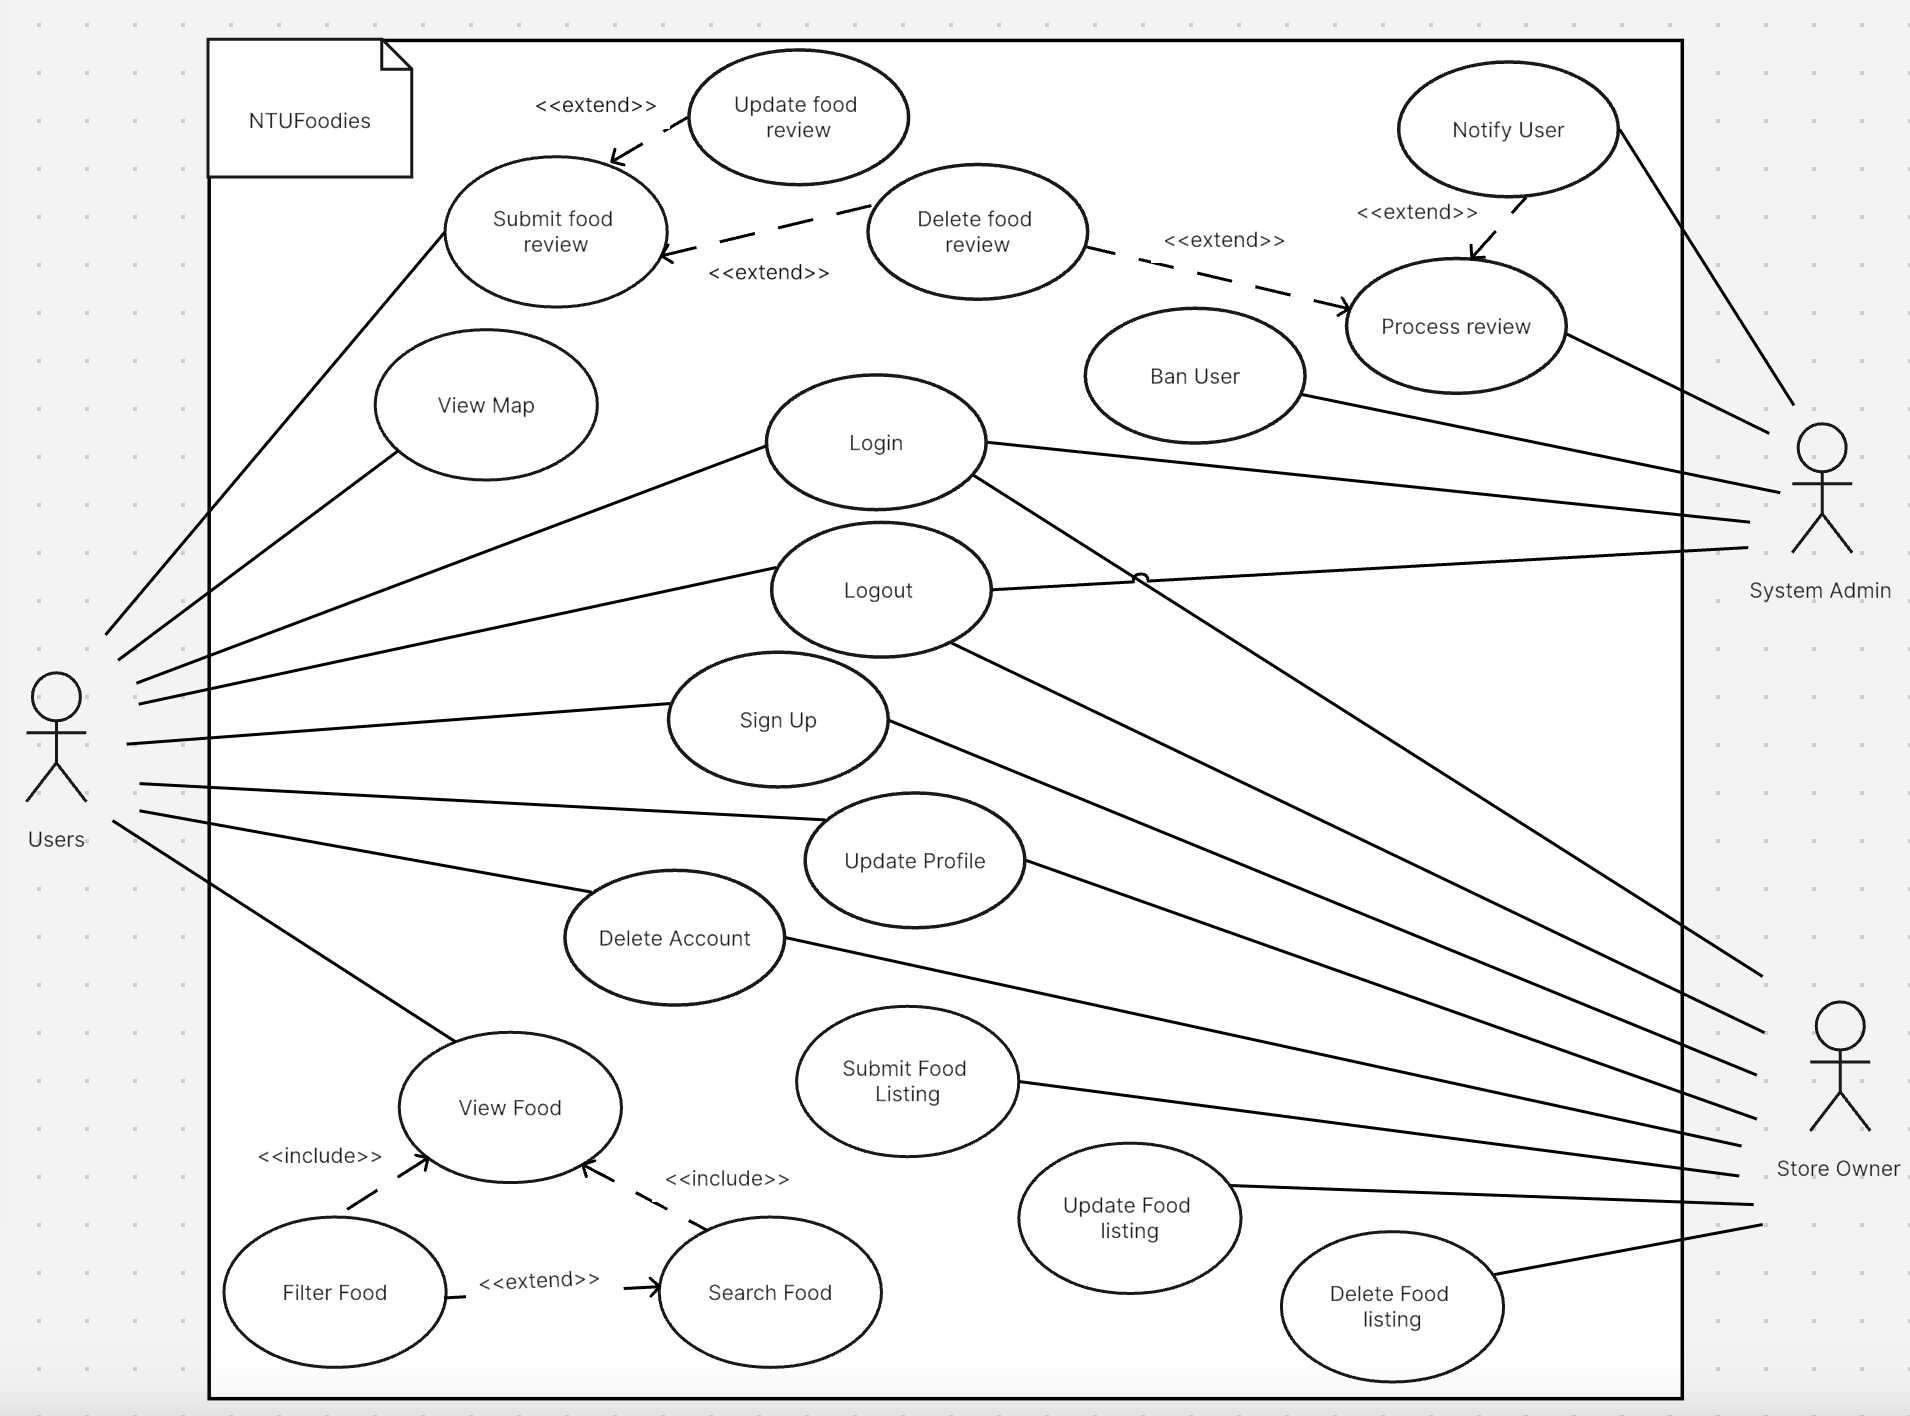 NTUFoodies
<<extend>>
Update food
review
Notify User
Submit food
review
<<extend>>
Delete food
review
<<extend>>
<<extend>>
Process review
View Map
Ban User
Login
Logout
System Admin
Sign Up
Users
Update Profile
Delete Account
Submit Food
Listing
View Food
<<include>>
<<include>>
Store Owner
Update Food
listing
Filter Food
<<extend>>
Search Food
Delete Food
listing